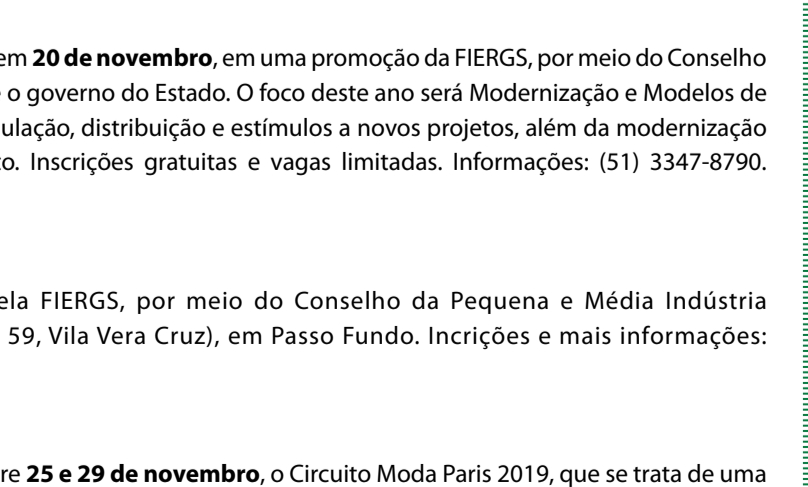 em 20 de novembro, em uma promoção da FIERGS, por meio do Conselho
o governo do Estado. O foco deste ano será Modernização e Modelos de
ulação, distribuição e estímulos a novos projetos, além da modernização
to. Inscrições gratuitas e vagas limitadas. Informações: (51) 3347-8790.
ela FIERGS, por meio do Conselho da Pequena e Média Indústria
59, Vila Vera Cruz), em Passo Fundo. Incrições e mais informações:
re 25 e 29 de novembro, o Circuito Moda Paris 2019, que se trata de uma